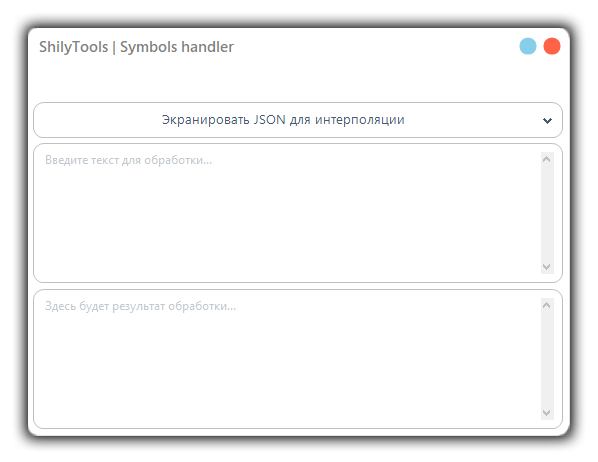 ShilyTools | Symbols handler
Экранировать JSON для интерполяции
Введите текст для обработки...
Здесь будет результат обработки...